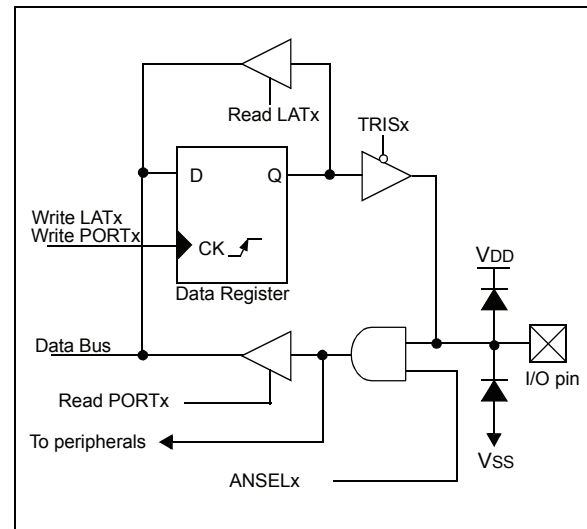 Read LATx
TRISx
D
Q
Write LATx
Write PORTx
CK
VDD
Data Register
Data Bus
I/O pin
Read PORTx
To peripherals
VSS
ANSELx